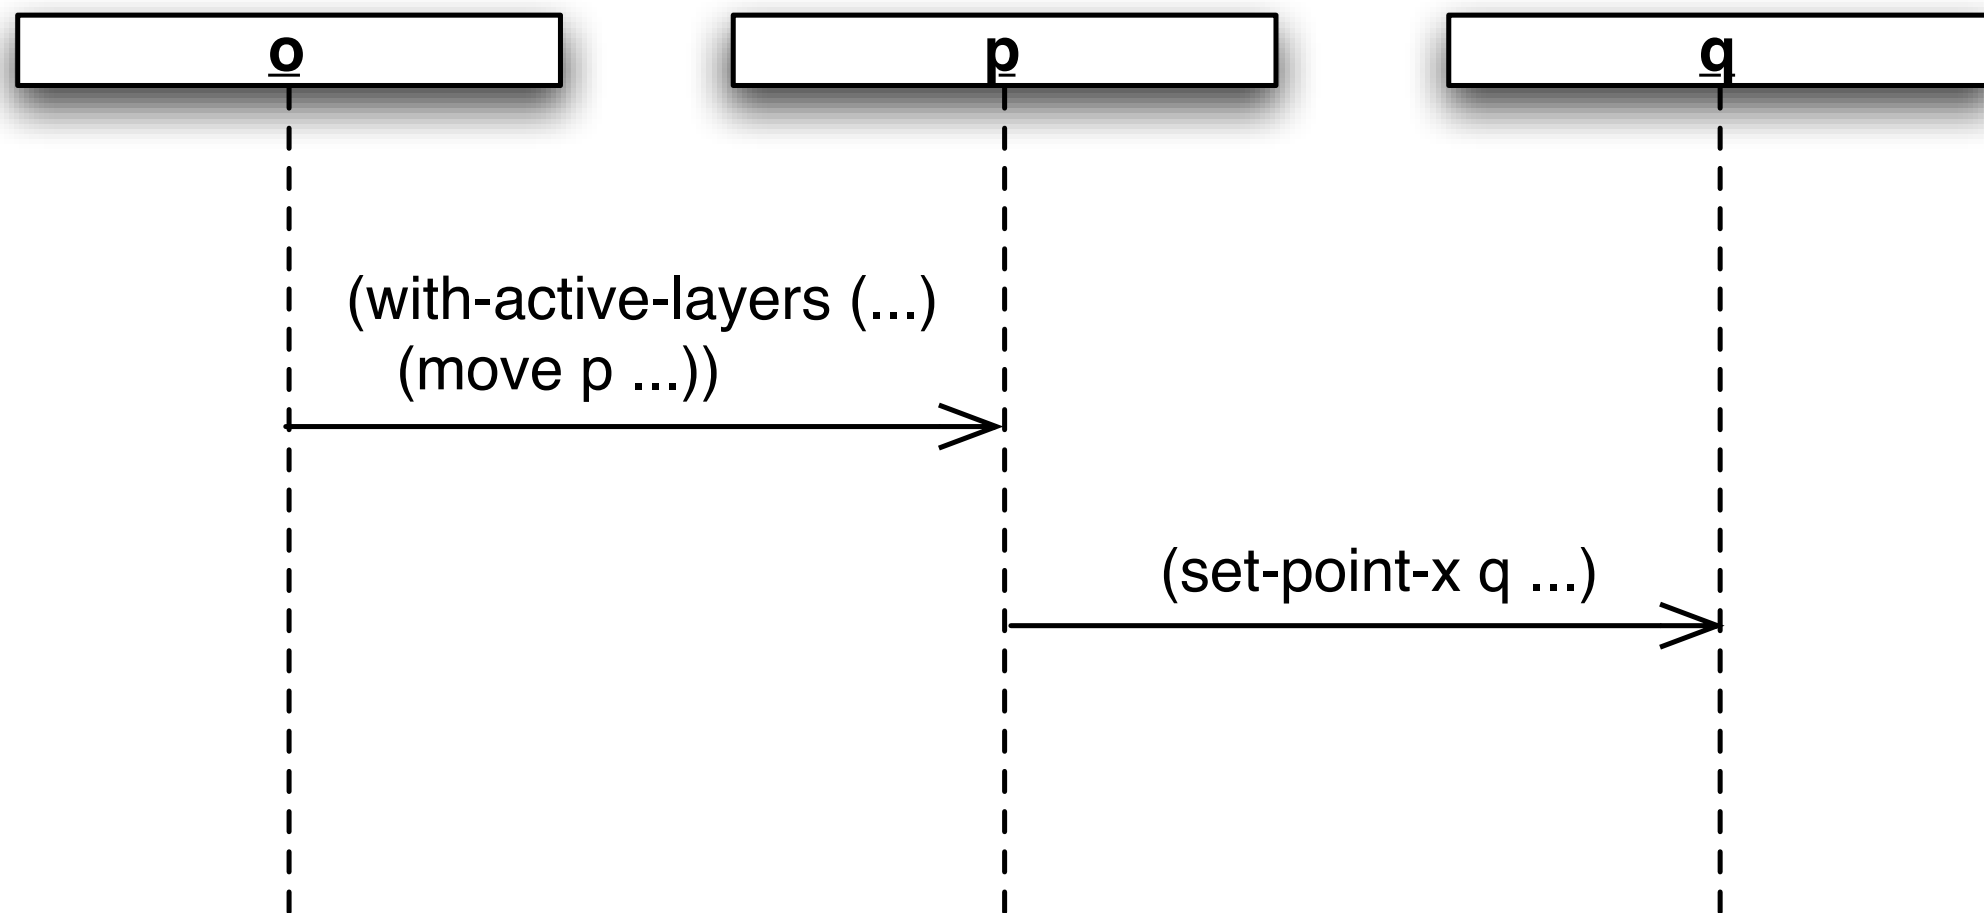 o
p
q
(with-active-layers (...)
(move p ...))
(set-point-x q ...)